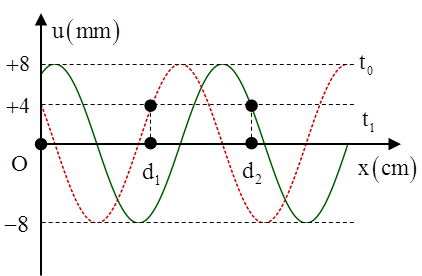 u(mm)
+8
t₀
+4
t₁
O
d₁
d₂
x(cm)
−8